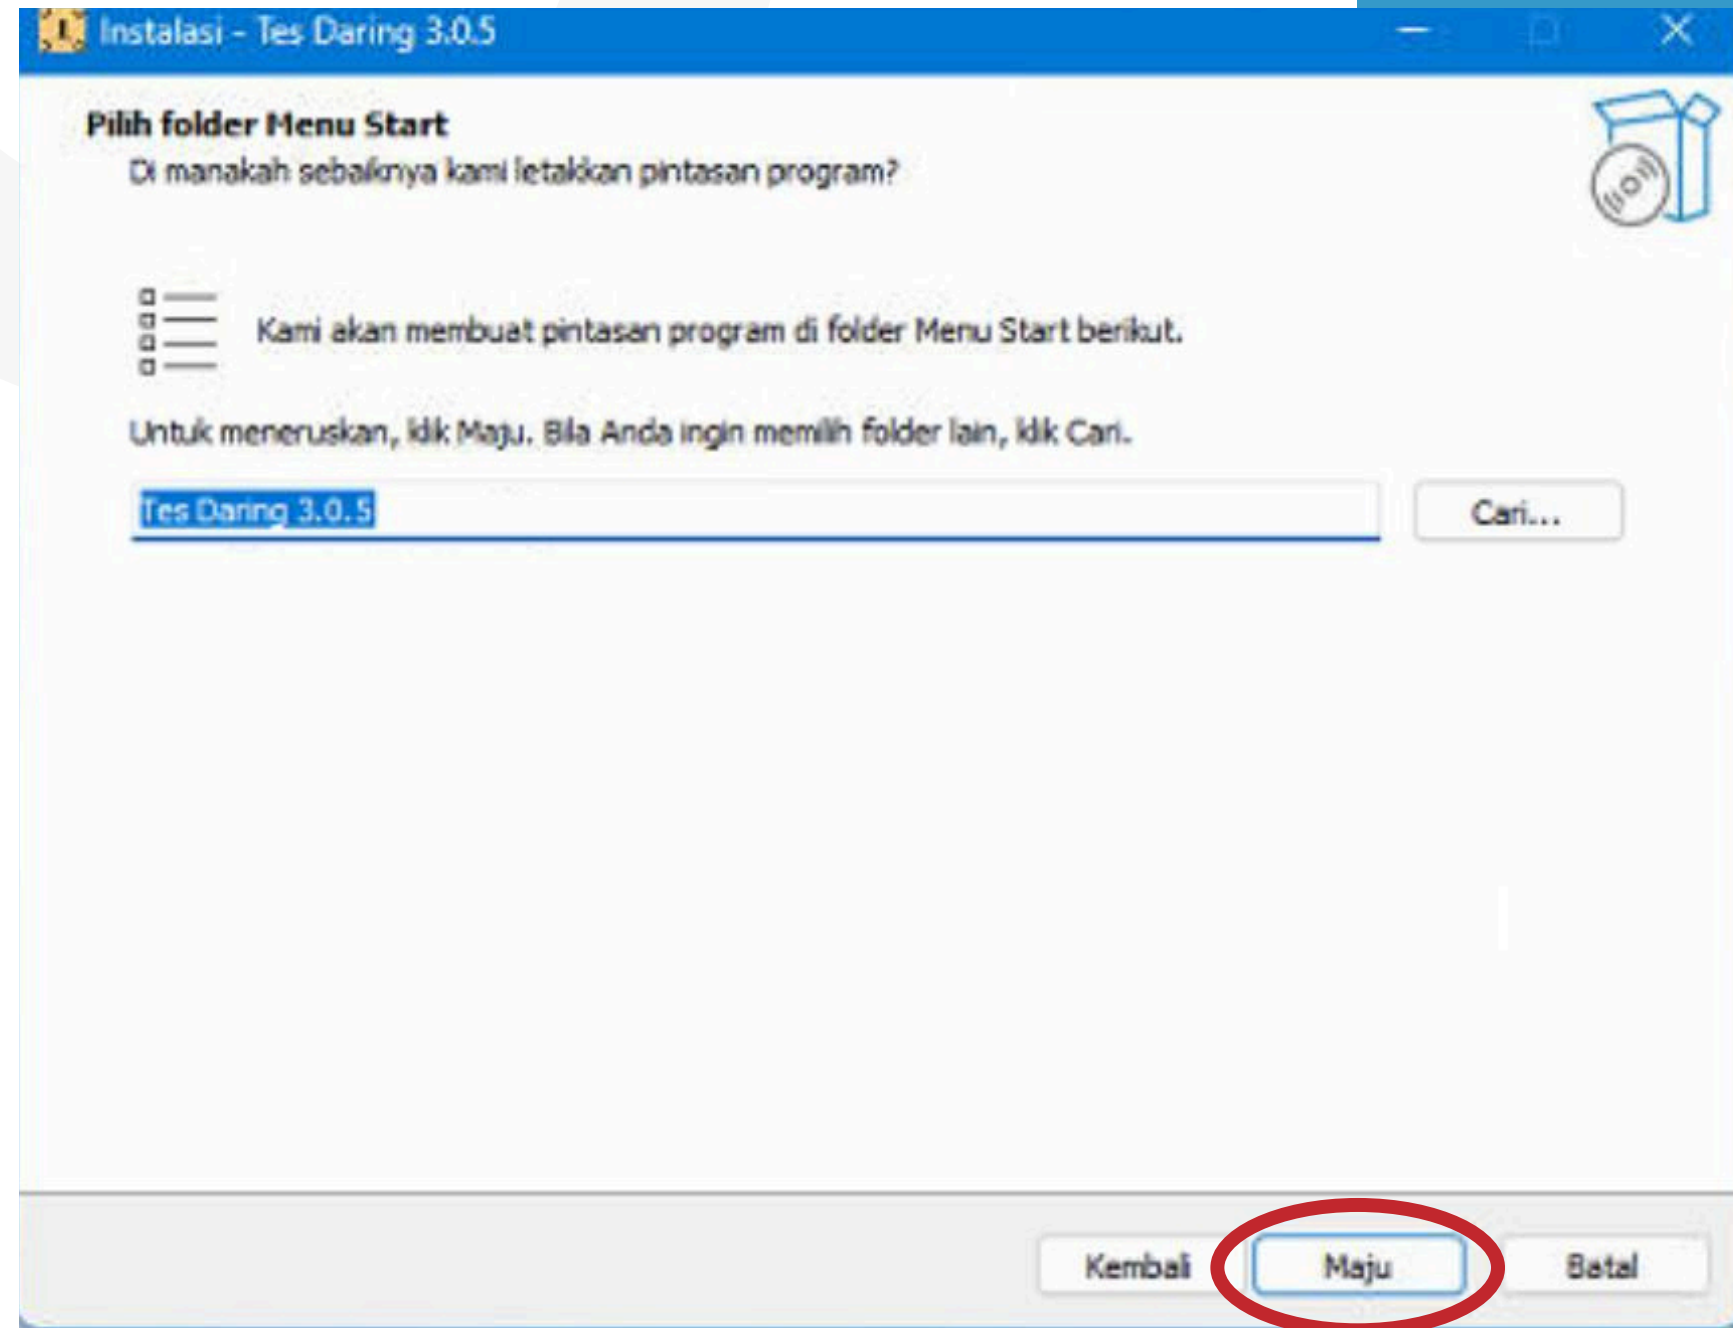 Instalasi - Tes Daring 3.0.5
Pilih folder Menu Start
Di manakah sebaiknya kami letakkan pintasan program?
Kami akan membuat pintasan program di folder Menu Start berikut.
Untuk meneruskan, klik Maju. Bila Anda ingin memilih folder lain, klik Cari.
Tes Daring 3.0.5
Cari...
Kembali
Maju
Batal